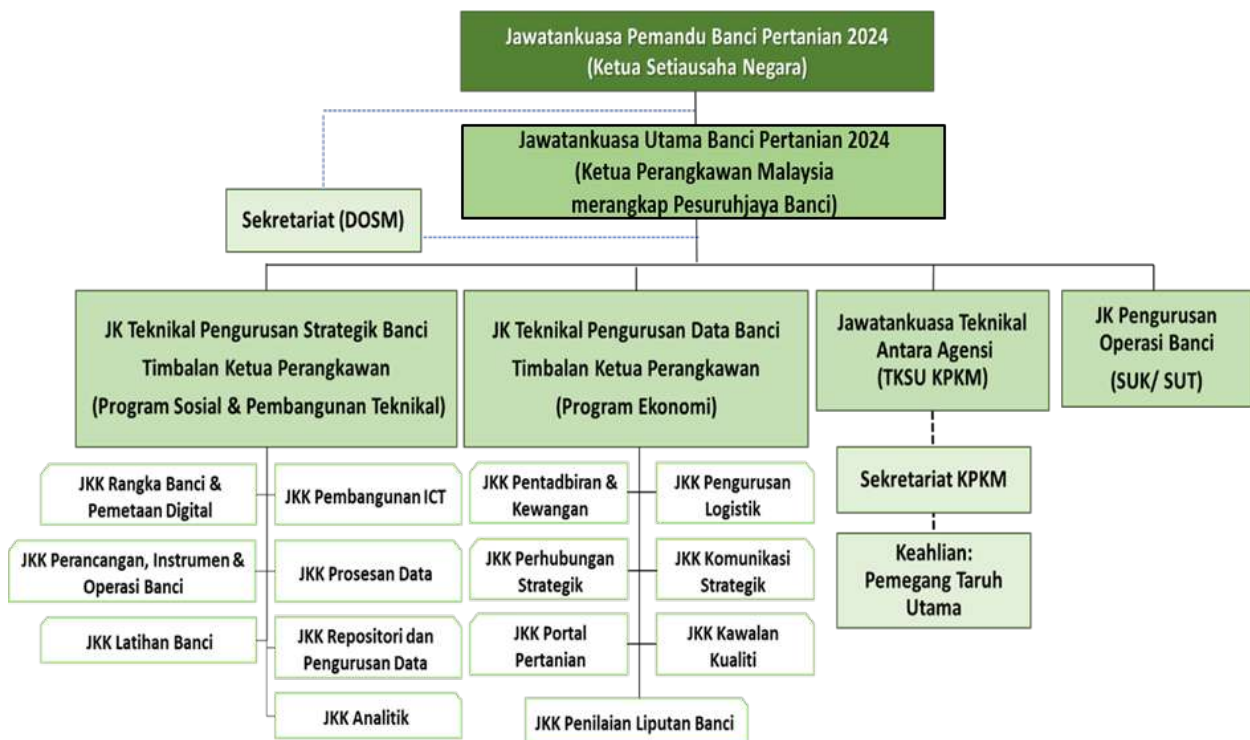 Jawatankuasa Pemandu Banci Pertanian 2024
(Ketua Setiausaha Negara)
Jawatankuasa Utama Banci Pertanian 2024
(Ketua Perangkawan Malaysia
merangkap Pesuruhjaya Banci)
Sekretariat (DOSM)
JK Teknikal Pengurusan Strategik Banci
Timbalan Ketua Perangkawan
(Program Sosial & Pembangunan Teknikal)
JK Teknikal Pengurusan Data Banci
Timbalan Ketua Perangkawan
(Program Ekonomi)
Jawatankuasa Teknikal
Antara Agensi
(TKSU KPKM)
JK Pengurusan
Operasi Banci
(SUK/ SUT)
JKK Rangka Banci &
Pemetaan Digital
JKK Pembangunan ICT
JKK Perancangan, Instrumen &
Operasi Banci
JKK Prosesan Data
JKK Latihan Banci
JKK Repositori dan
Pengurusan Data
JKK Analitik
JKK Pentadbiran &
Kewangan
JKK Pengurusan
Logistik
JKK Perhubungan
Strategik
JKK Komunikasi
Strategik
JKK Portal
Pertanian
JKK Kawalan
Kualiti
JKK Penilaian Liputan Banci
Sekretariat KPKM
Keahlian:
Pemegang Taruh
Utama